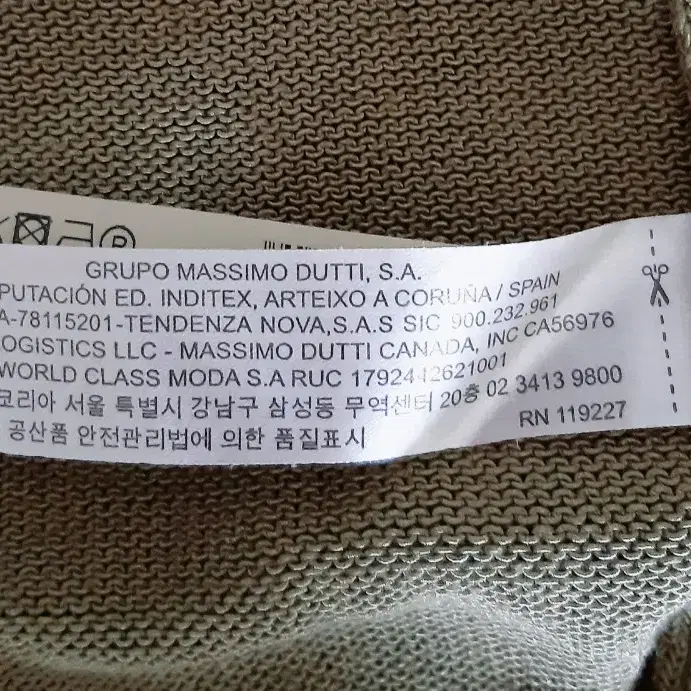 GRUPO MASSIMO DUTTI, S.A.
PUTACIÓN ED. INDITEX, ARTEIXO A CORUÑA / SPAIN
A-78115201-TENDENZA NOVA,S.A.S SIC 900.232.961
OGISTICS LLC - MASSIMO DUTTI CANADA, INC CA56976
WORLD CLASS MODA S.A RUC 1792412621001
코리아 서울 특별시 강남구 삼성동 무역센터 20층 02 3413 9800
공산품 안전관리법에 의한 품질표시
RN 119227
P